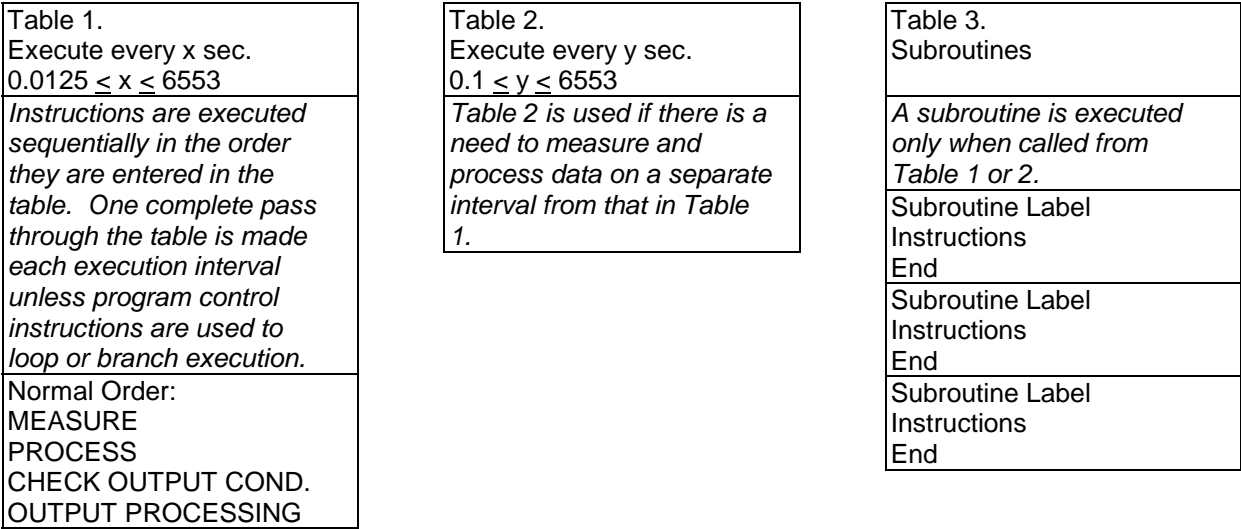 Table 1.
Execute every x sec.
0.0125 ≤ x ≤ 6553
Instructions are executed
sequentially in the order
they are entered in the
table.  One complete pass
through the table is made
each execution interval
unless program control
instructions are used to
loop or branch execution.
Normal Order:
MEASURE
PROCESS
CHECK OUTPUT COND.
OUTPUT PROCESSING
Table 2.
Execute every y sec.
0.1 ≤ y ≤ 6553
Table 2 is used if there is a
need to measure and
process data on a separate
interval from that in Table
1.
Table 3.
Subroutines
A subroutine is executed
only when called from
Table 1 or 2.
Subroutine Label
Instructions
End
Subroutine Label
Instructions
End
Subroutine Label
Instructions
End